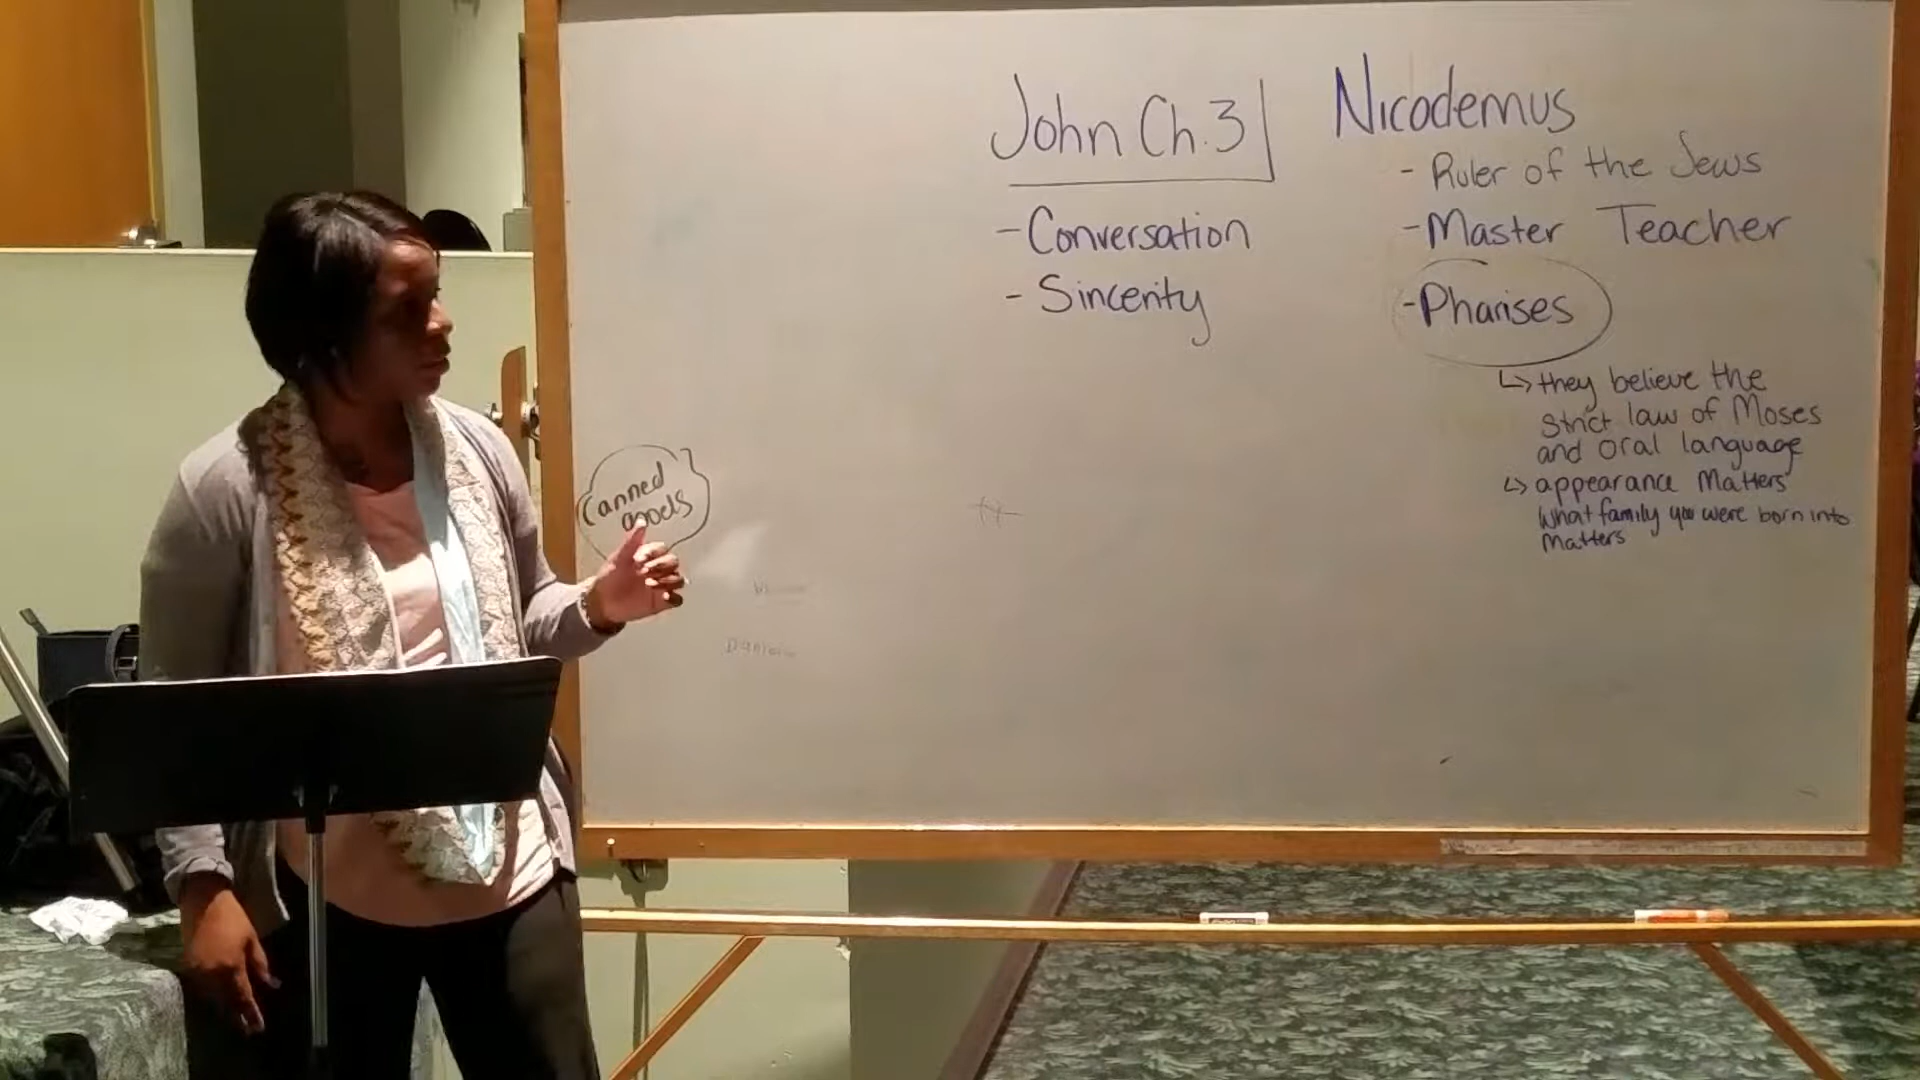 John Ch.3
- Conversation
- Sincerity
Nicodemus
- Ruler of the Jews
- Master Teacher
- Pharises
↳ they believe the
strict law of Moses
and oral language
↳ appearance Matters
What family you were born into
Matters
Canned
goods